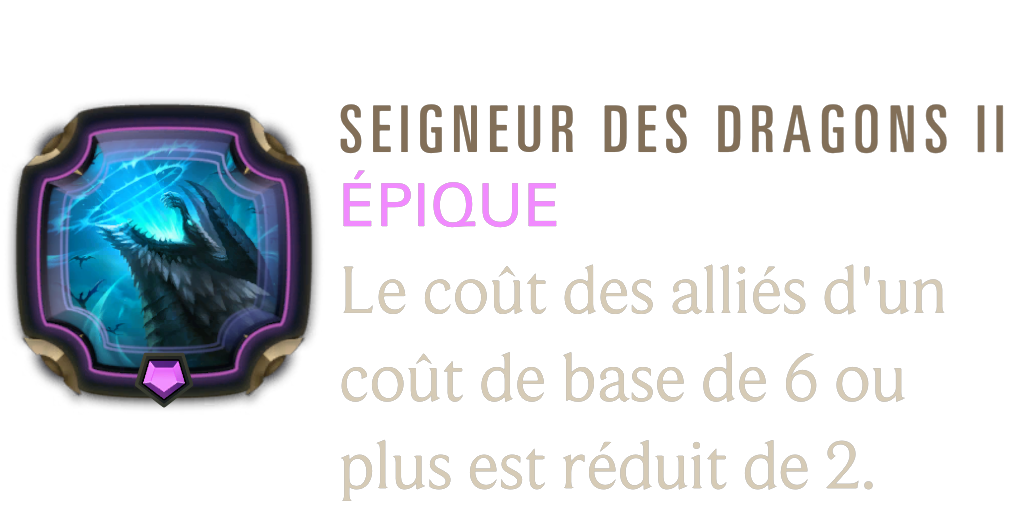 SEIGNEUR DES DRAGONS II
ÉPIQUE
Le coût des alliés d'un
coût de base de 6 ou
plus est réduit de 2.